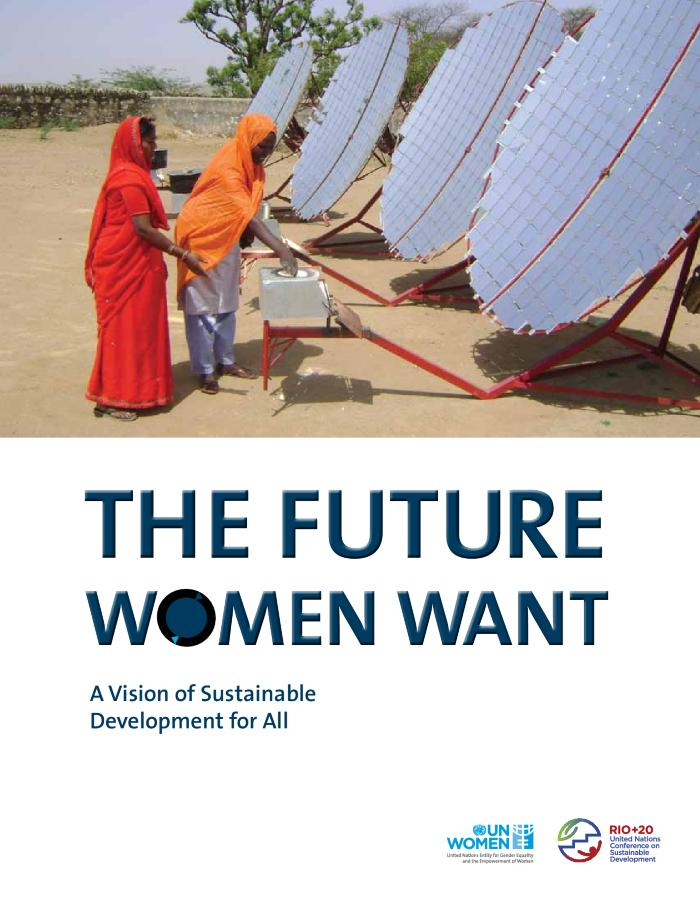 THE FUTURE
WOMEN WANT
A Vision of Sustainable
Development for All
UN
WOMEN
United Nations Entity for Gender Equality
and the Empowerment of Women
RIO+20
United Nations
Conference on
Sustainable
Development